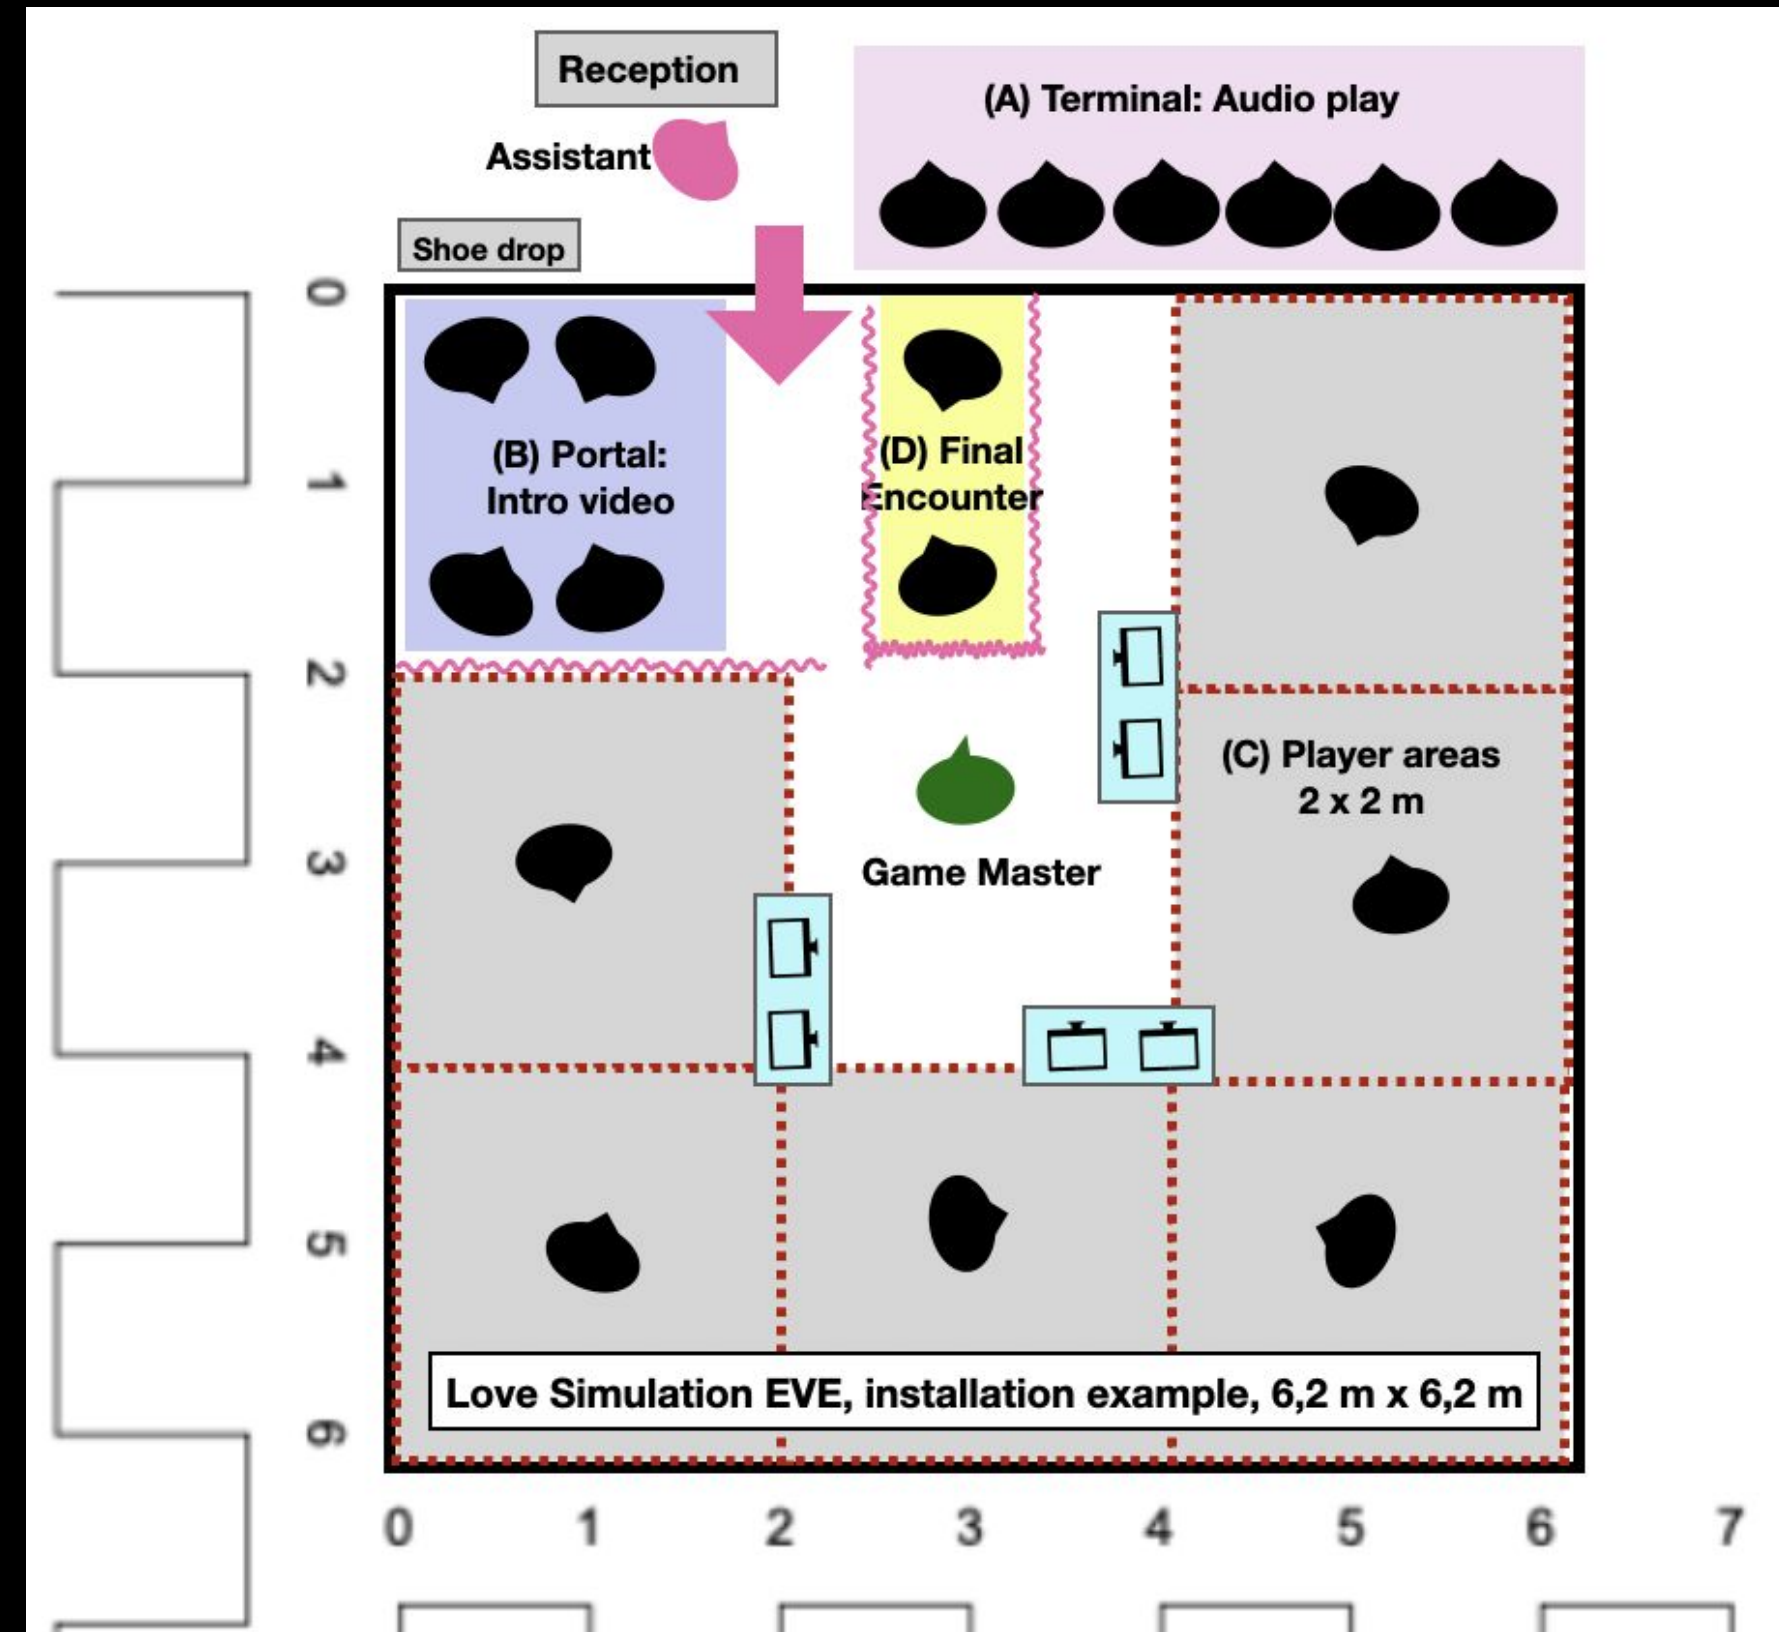 Reception
(A) Terminal: Audio play
Assistant
Shoe drop
0
1
2
3
4
5
6
(B) Portal:
Intro video
(D) Final
Encounter
(C) Player areas
2 x 2 m
Game Master
Love Simulation EVE, installation example, 6,2 m x 6,2 m
0 1 2 3 4 5 6 7